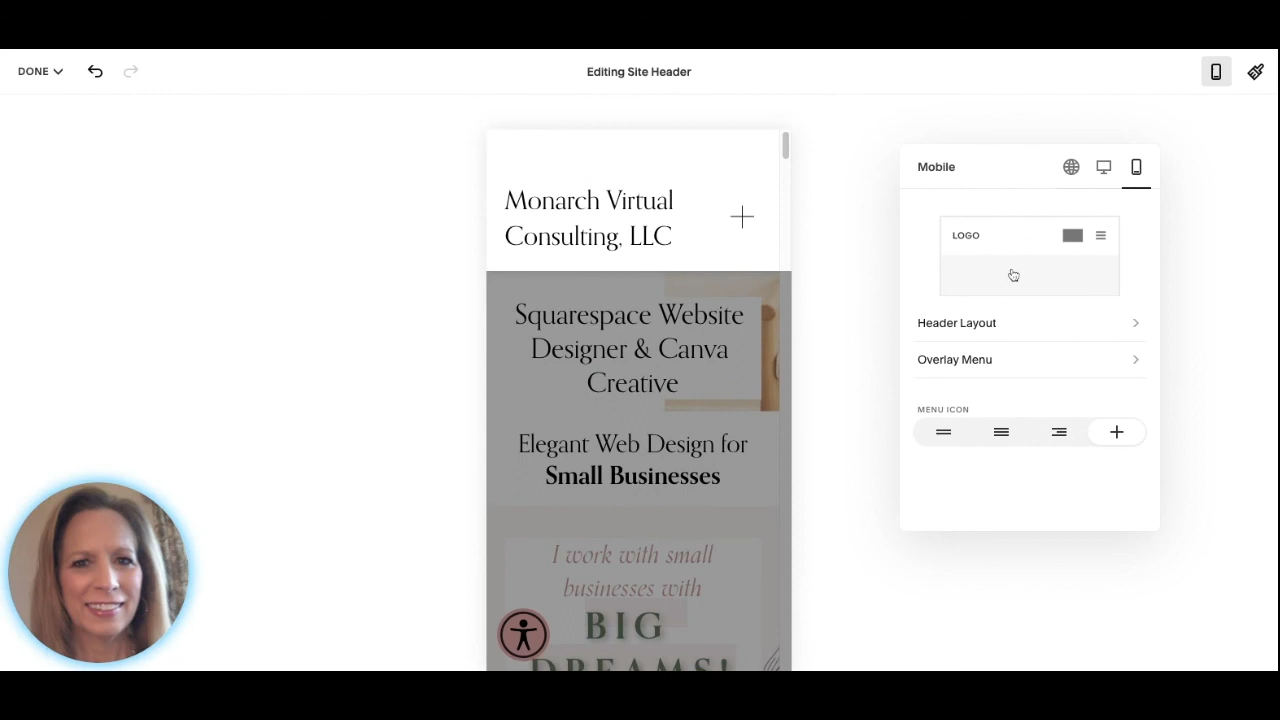 DONE
Editing Site Header
Monarch Virtual
Consulting, LLC
Squarespace Website
Designer & Canva
Creative
Elegant Web Design for
Small Businesses
I work with small
businesses with
BIG
DREAMS!
Mobile
LOGO
Header Layout
Overlay Menu
MENU ICON